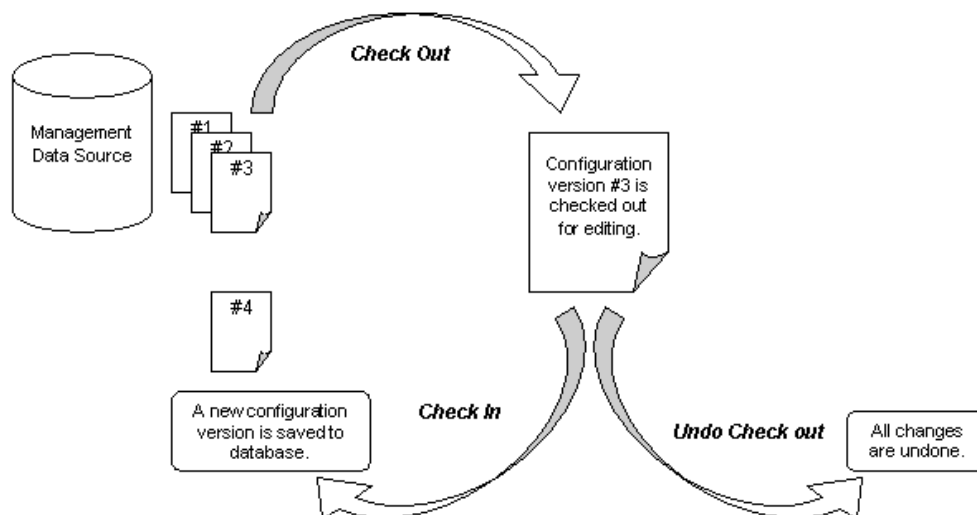 Check Out
Management
Data Source
#1
#2
#3
Configuration
version #3 is
checked out
for editing.
#4
A new configuration
version is saved to
database.
Check In
Undo Check out
All changes
are undone.